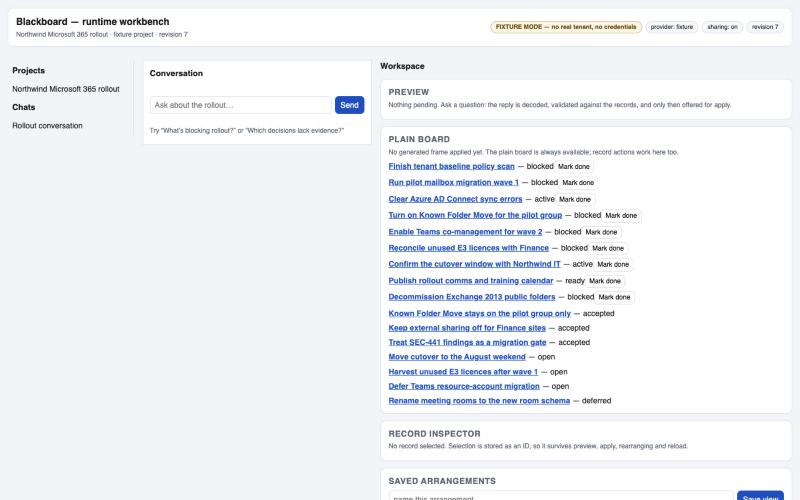 Blackboard — runtime workbench
Northwind Microsoft 365 rollout · fixture project · revision 7
FIXTURE MODE — no real tenant, no credentials
provider: fixture
sharing: on
revision 7
Projects
Northwind Microsoft 365 rollout
Chats
Rollout conversation
Conversation
Ask about the rollout…
Send
Try "What's blocking rollout?" or "Which decisions lack evidence?"
Workspace
PREVIEW
Nothing pending. Ask a question: the reply is decoded, validated against the records, and only then offered for apply.
PLAIN BOARD
No generated frame applied yet. The plain board is always available; record actions work here too.
Finish tenant baseline policy scan — blocked Mark done
Run pilot mailbox migration wave 1 — blocked Mark done
Clear Azure AD Connect sync errors — active Mark done
Turn on Known Folder Move for the pilot group — blocked Mark done
Enable Teams co-management for wave 2 — blocked Mark done
Reconcile unused E3 licences with Finance — blocked Mark done
Confirm the cutover window with Northwind IT — active Mark done
Publish rollout comms and training calendar — ready Mark done
Decommission Exchange 2013 public folders — blocked Mark done
Known Folder Move stays on the pilot group only — accepted
Keep external sharing off for Finance sites — accepted
Treat SEC-441 findings as a migration gate — accepted
Move cutover to the August weekend — open
Harvest unused E3 licences after wave 1 — open
Defer Teams resource-account migration — open
Rename meeting rooms to the new room schema — deferred
RECORD INSPECTOR
No record selected. Selection is stored as an ID, so it survives preview, apply, rearranging and reload.
SAVED ARRANGEMENTS
name this arrangement
Save view